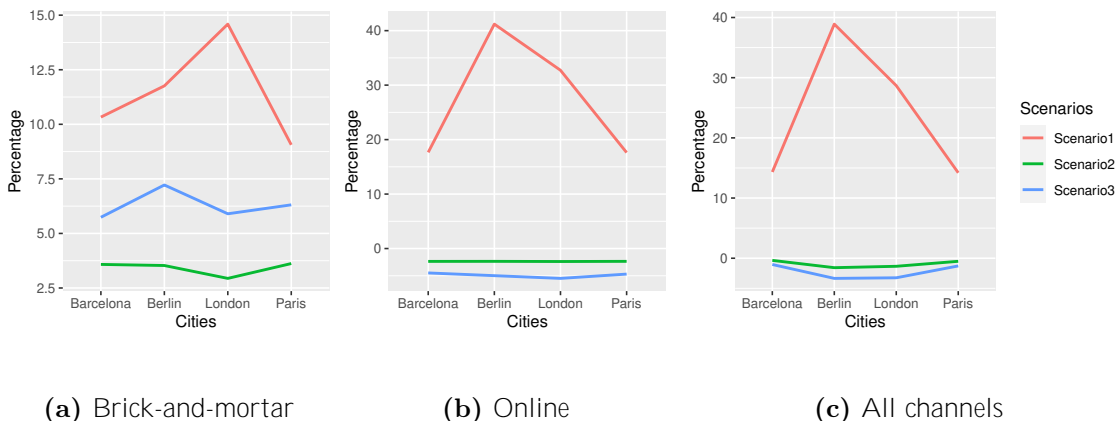 15.0
12.5
10.0
7.5
5.0
2.5
Percentage
Barcelona Berlin London Paris
Cities
40
30
20
10
0
Percentage
Barcelona Berlin London Paris
Cities
40
30
20
10
0
Percentage
Barcelona Berlin London Paris
Cities
Scenarios
Scenario1
Scenario2
Scenario3
(a) Brick-and-mortar
(b) Online
(c) All channels